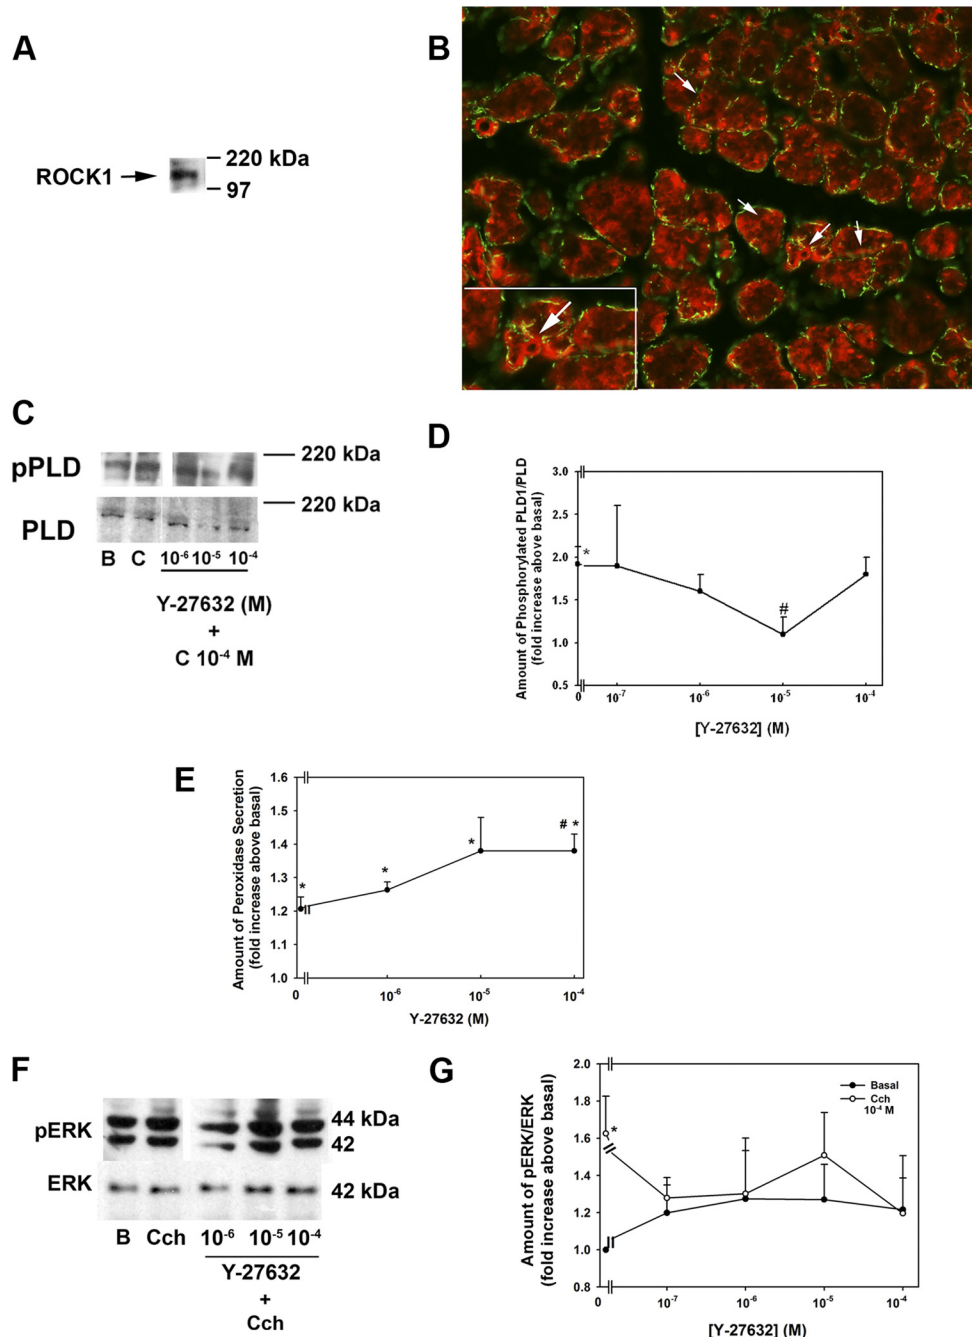 A
220 kDa
ROCK1
97
B
C
pPLD
220 kDa
220 kDa
PLD
B C 10⁻⁶ 10⁻⁵ 10⁻⁴
Y-27632 (M)
+
C 10⁻⁴ M
D
Amount of Phosphorylated PLD1/PLD
(fold increase above basal)
3.0
2.5
2.0
1.5
1.0
0.5
*
#
0 10⁻⁷ 10⁻⁶ 10⁻⁵ 10⁻⁴
[Y-27632] (M)
E
Amount of Peroxidase Secretion
(fold increase above basal)
1.6
1.5
1.4
1.3
1.2
1.1
1.0
* * * # *
0 10⁻⁶ 10⁻⁵ 10⁻⁴
Y-27632 (M)
F
pERK
44 kDa
42
ERK
42 kDa
B Cch 10⁻⁶ 10⁻⁵ 10⁻⁴
Y-27632
+
Cch
G
Amount of pERK/ERK
(fold increase above basal)
2.0
1.8
1.6
1.4
1.2
1.0
0.8
*
Basal
Cch
10⁻⁴ M
0 10⁻⁷ 10⁻⁶ 10⁻⁵ 10⁻⁴
[Y-27632] (M)